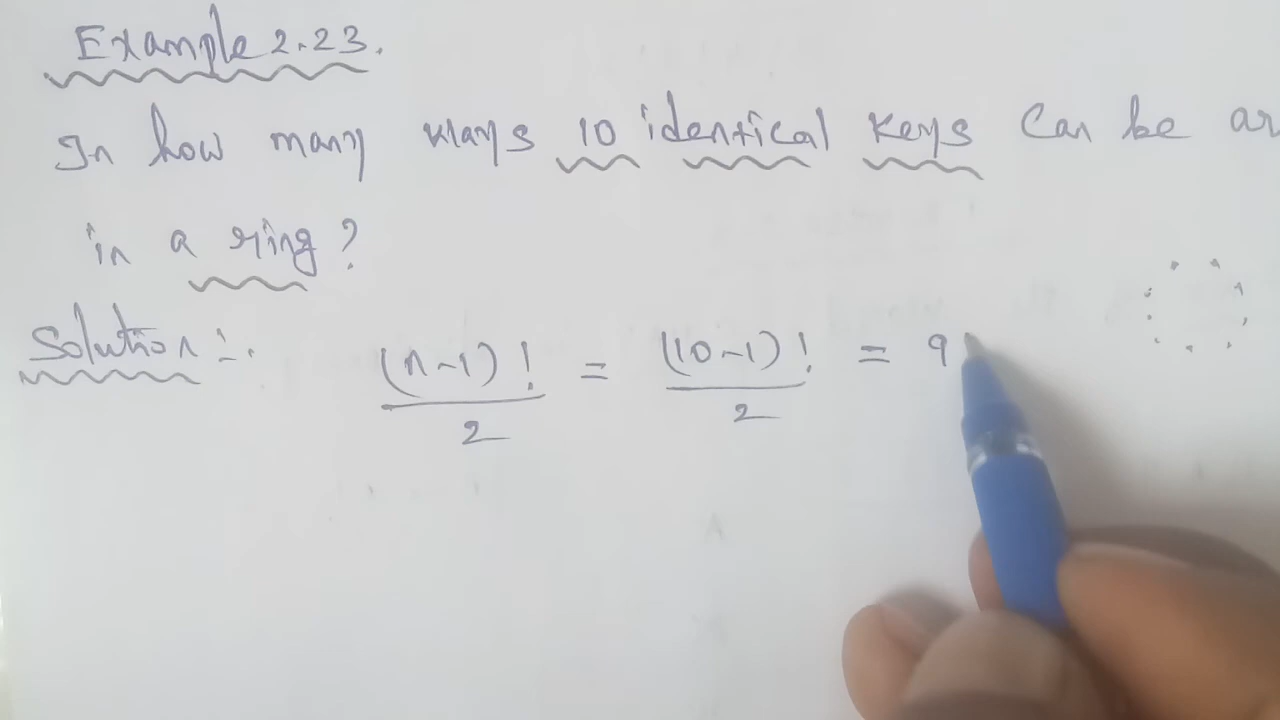 Example 2.23.
In how many ways 10 identical keys can be ar
in a ring?
Solution:-
(n-1)!/2 = (10-1)!/2 = 9